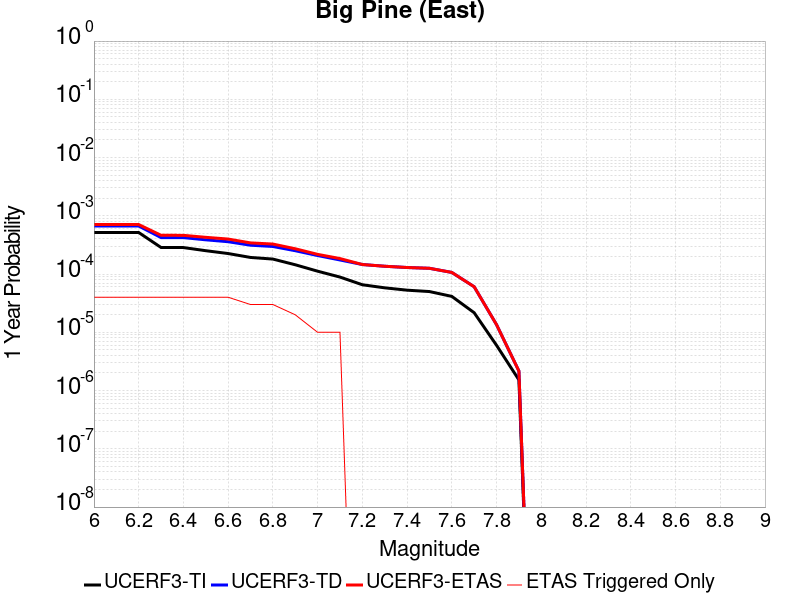 Big Pine (East)
10^0
10^-1
10^-2
10^-3
10^-4
10^-5
10^-6
10^-7
10^-8
1 Year Probability
6 6.2 6.4 6.6 6.8 7 7.2 7.4 7.6 7.8 8 8.2 8.4 8.6 8.8 9
Magnitude
UCERF3-TI UCERF3-TD UCERF3-ETAS ETAS Triggered Only